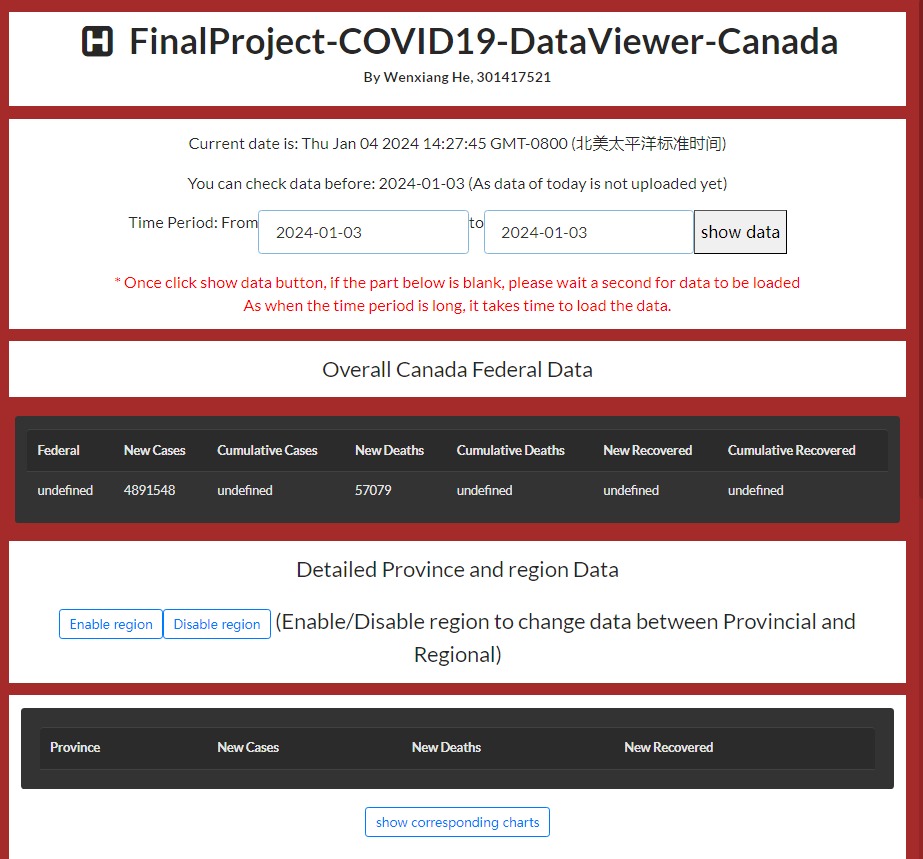 H FinalProject-COVID19-DataViewer-Canada
By Wenxiang He, 301417521
Current date is: Thu Jan 04 2024 14:27:45 GMT-0800 (北美太平洋标准时间)
You can check data before: 2024-01-03 (As data of today is not uploaded yet)
Time Period: From 2024-01-03 to 2024-01-03 show data
* Once click show data button, if the part below is blank, please wait a second for data to be loaded
As when the time period is long, it takes time to load the data.
Overall Canada Federal Data
Federal New Cases Cumulative Cases New Deaths Cumulative Deaths New Recovered Cumulative Recovered
undefined 4891548 undefined 57079 undefined undefined undefined
Detailed Province and region Data
Enable region Disable region (Enable/Disable region to change data between Provincial and
Regional)
Province New Cases New Deaths New Recovered
show corresponding charts